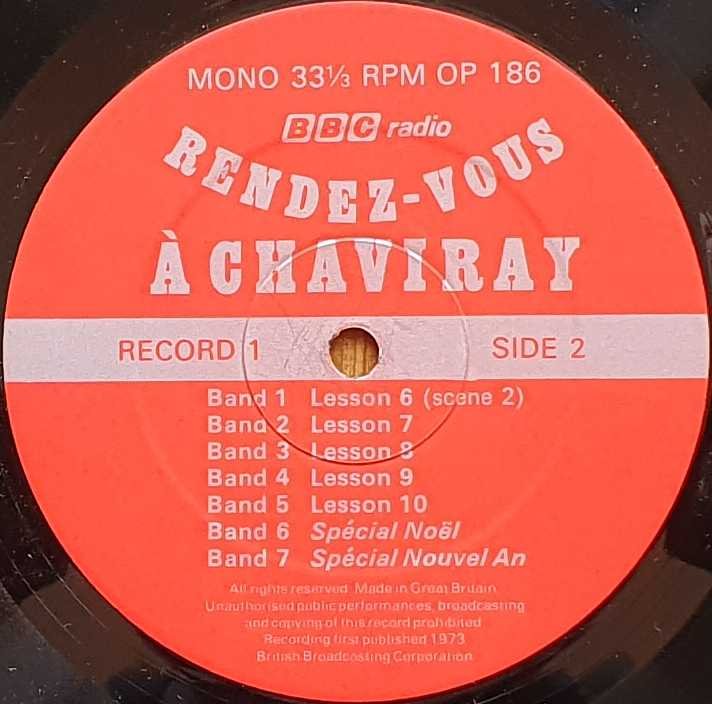 MONO 33⅓ RPM OP 186
BBC radio
RENDEZ-VOUS
À CHAVIRAY
RECORD 1 SIDE 2
Band 1 Lesson 6 (scene 2)
Band 2 Lesson 7
Band 3 Lesson 8
Band 4 Lesson 9
Band 5 Lesson 10
Band 6 Spécial Noël
Band 7 Spécial Nouvel An
All rights reserved. Made in Great Britain
Unauthorised public performances, broadcasting
and copying of this record prohibited
Recording first published 1973
British Broadcasting Corporation